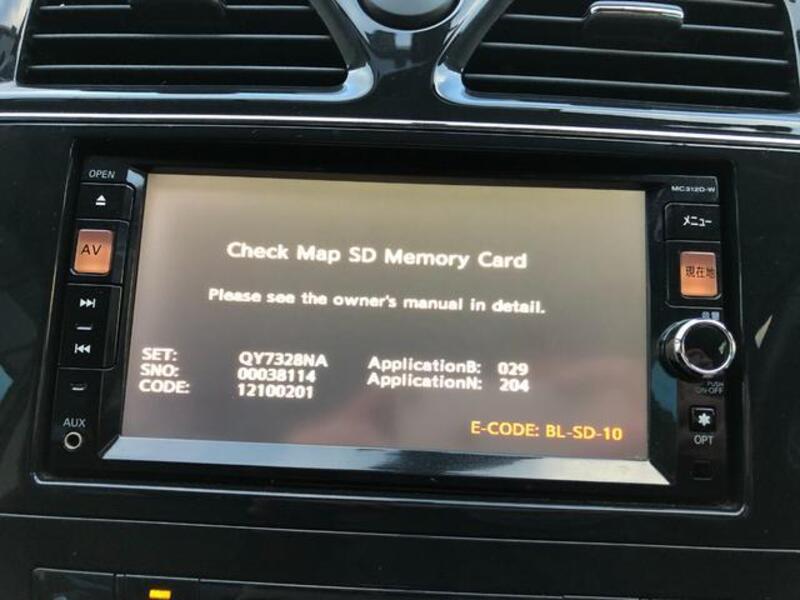 OPEN
MC312D-W
メニュー
AV
現在地
Check Map SD Memory Card
Please see the owner's manual in detail.
音量
SET: QY7328NA ApplicationB: 029
SNO: 00038114 ApplicationN: 204
CODE: 12100201
PUSH
ON·OFF
AUX
E-CODE: BL-SD-10
OPT